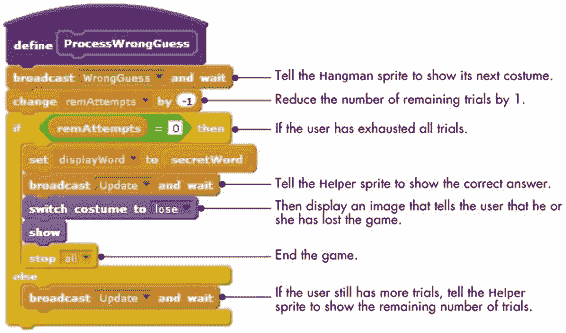 define ProcessWrongGuess
broadcast WrongGuess and wait
Tell the Hangman sprite to show its next costume.
change remAttempts by -1
Reduce the number of remaining trials by 1.
if remAttempts = 0 then
If the user has exhausted all trials.
set displayWord to secretWord
broadcast Update and wait
Tell the Helper sprite to show the correct answer.
switch costume to lose
Then display an image that tells the user that he or
she has lost the game.
show
stop all
End the game.
else
broadcast Update and wait
If the user still has more trials, tell the Helper
sprite to show the remaining number of trials.